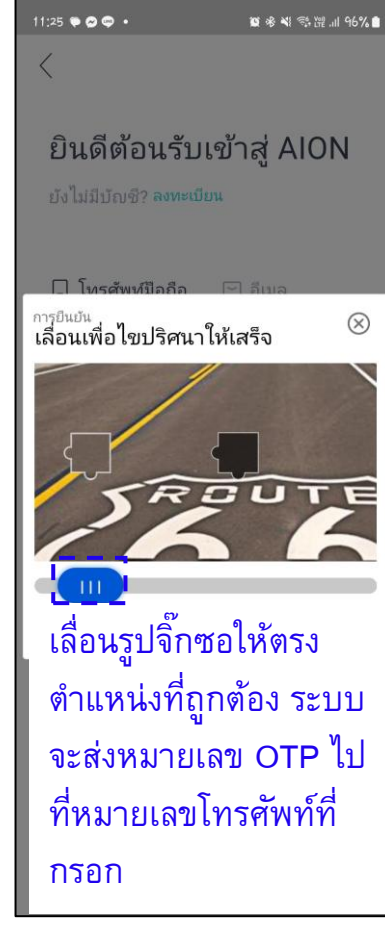 11:25
96%
ยินดีต้อนรับเข้าสู่ AION
ยังไม่มีบัญชี? ลงทะเบียน
โทรศัพท์มือถือ อีเมล
การยืนยัน
เลื่อนเพื่อไขปริศนาให้เสร็จ
ROUTE
66
เลื่อนรูปจิ๊กซอให้ตรง
ตำแหน่งที่ถูกต้อง ระบบ
จะส่งหมายเลข OTP ไป
ที่หมายเลขโทรศัพท์ที่
กรอก